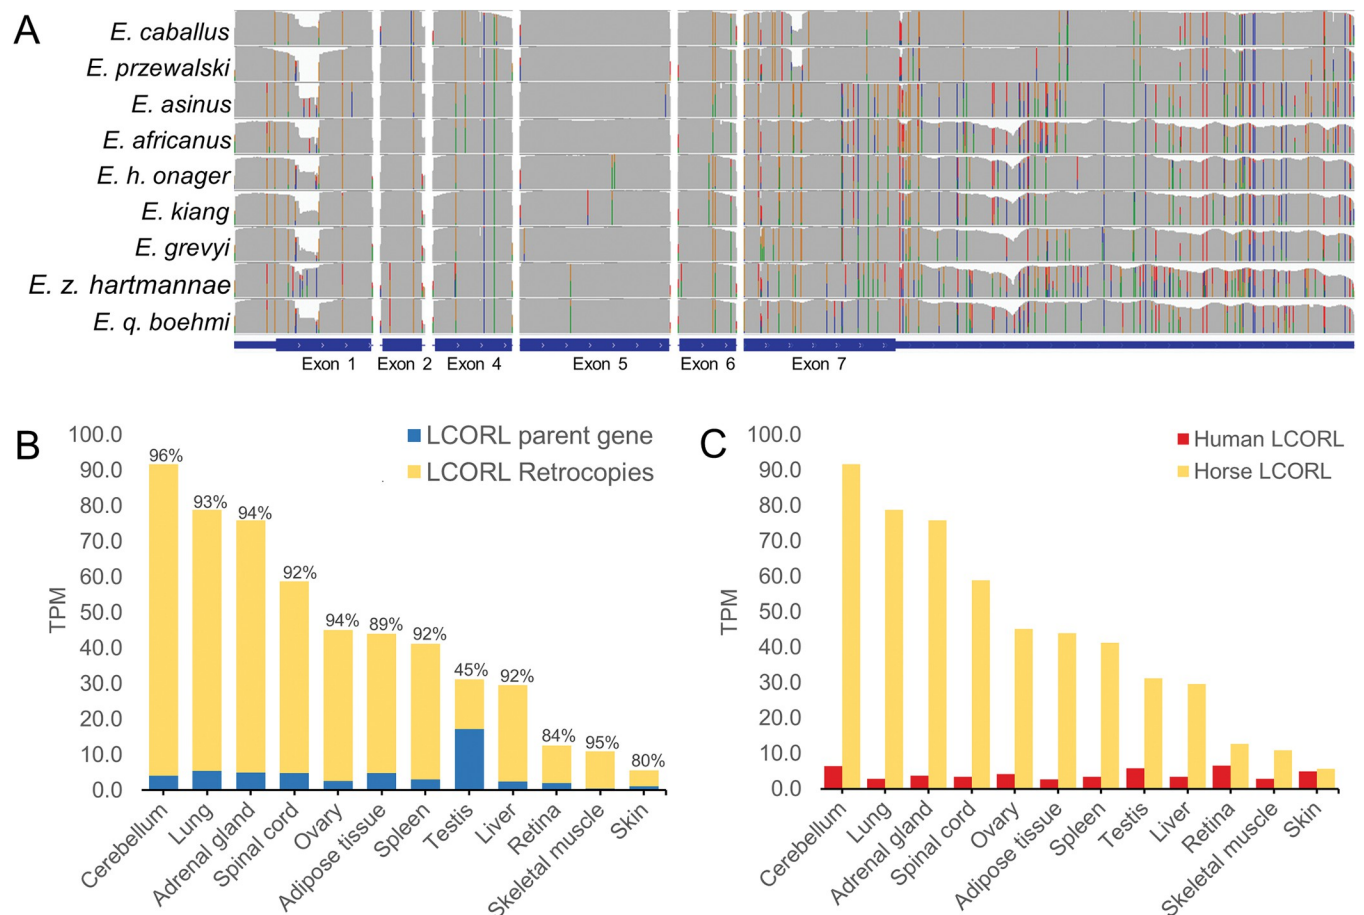 A
E. caballus
E. przewalski
E. asinus
E. africanus
E. h. onager
E. kiang
E. grevyi
E. z. hartmannae
E. q. boehmi
Exon 1 Exon 2 Exon 4 Exon 5 Exon 6 Exon 7
B
LCORL parent gene
LCORL Retrocopies
TPM
100.0
90.0
80.0
70.0
60.0
50.0
40.0
30.0
20.0
10.0
0.0
96% 93% 94% 92% 94% 89% 92% 45% 92% 84% 95% 80%
Cerebellum
Lung
Adrenal gland
Spinal cord
Ovary
Adipose tissue
Spleen
Testis
Liver
Retina
Skeletal muscle
Skin
C
Human LCORL
Horse LCORL
TPM
100.0
90.0
80.0
70.0
60.0
50.0
40.0
30.0
20.0
10.0
0.0
Cerebellum
Lung
Adrenal gland
Spinal cord
Ovary
Adipose tissue
Spleen
Testis
Liver
Retina
Skeletal muscle
Skin